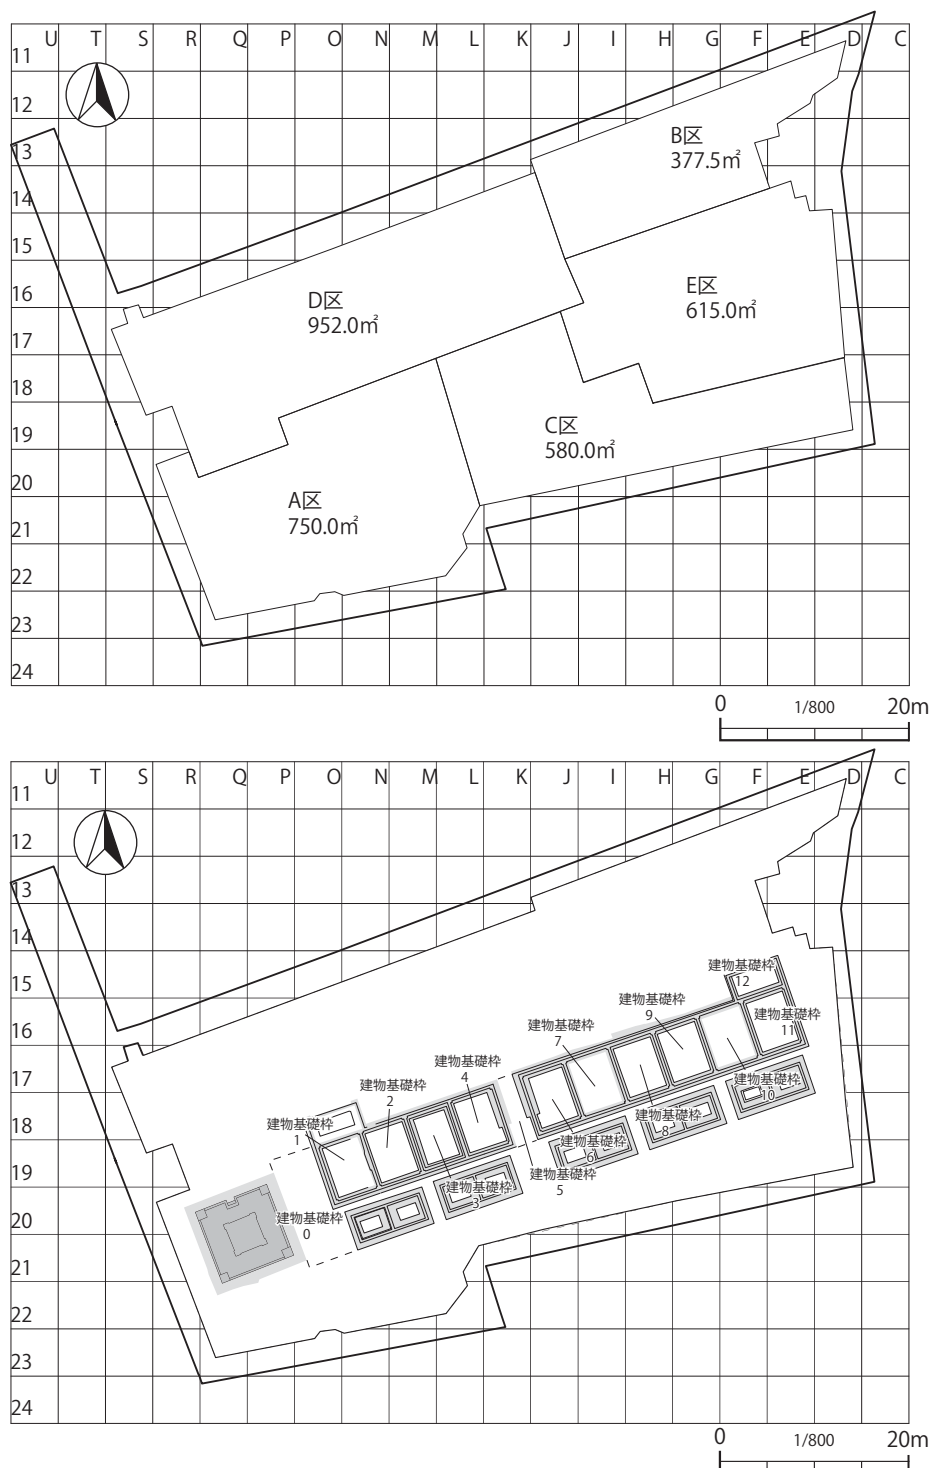 U T S R Q P O N M L K J I H G F E D C
11
12
13
14
15
16
17
18
19
20
21
22
23
24
B区
377.5㎡
E区
615.0㎡
D区
952.0㎡
C区
580.0㎡
A区
750.0㎡
0 1/800 20m
U T S R Q P O N M L K J I H G F E D C
11
12
13
14
15
16
17
18
19
20
21
22
23
24
建物基礎枠
12
建物基礎枠
9
建物基礎枠
11
建物基礎枠
7
建物基礎枠
4
建物基礎枠
10
建物基礎枠
2
建物基礎枠
1
建物基礎枠
8
建物基礎枠
6
建物基礎枠
5
建物基礎枠
3
建物基礎枠
0
0 1/800 20m